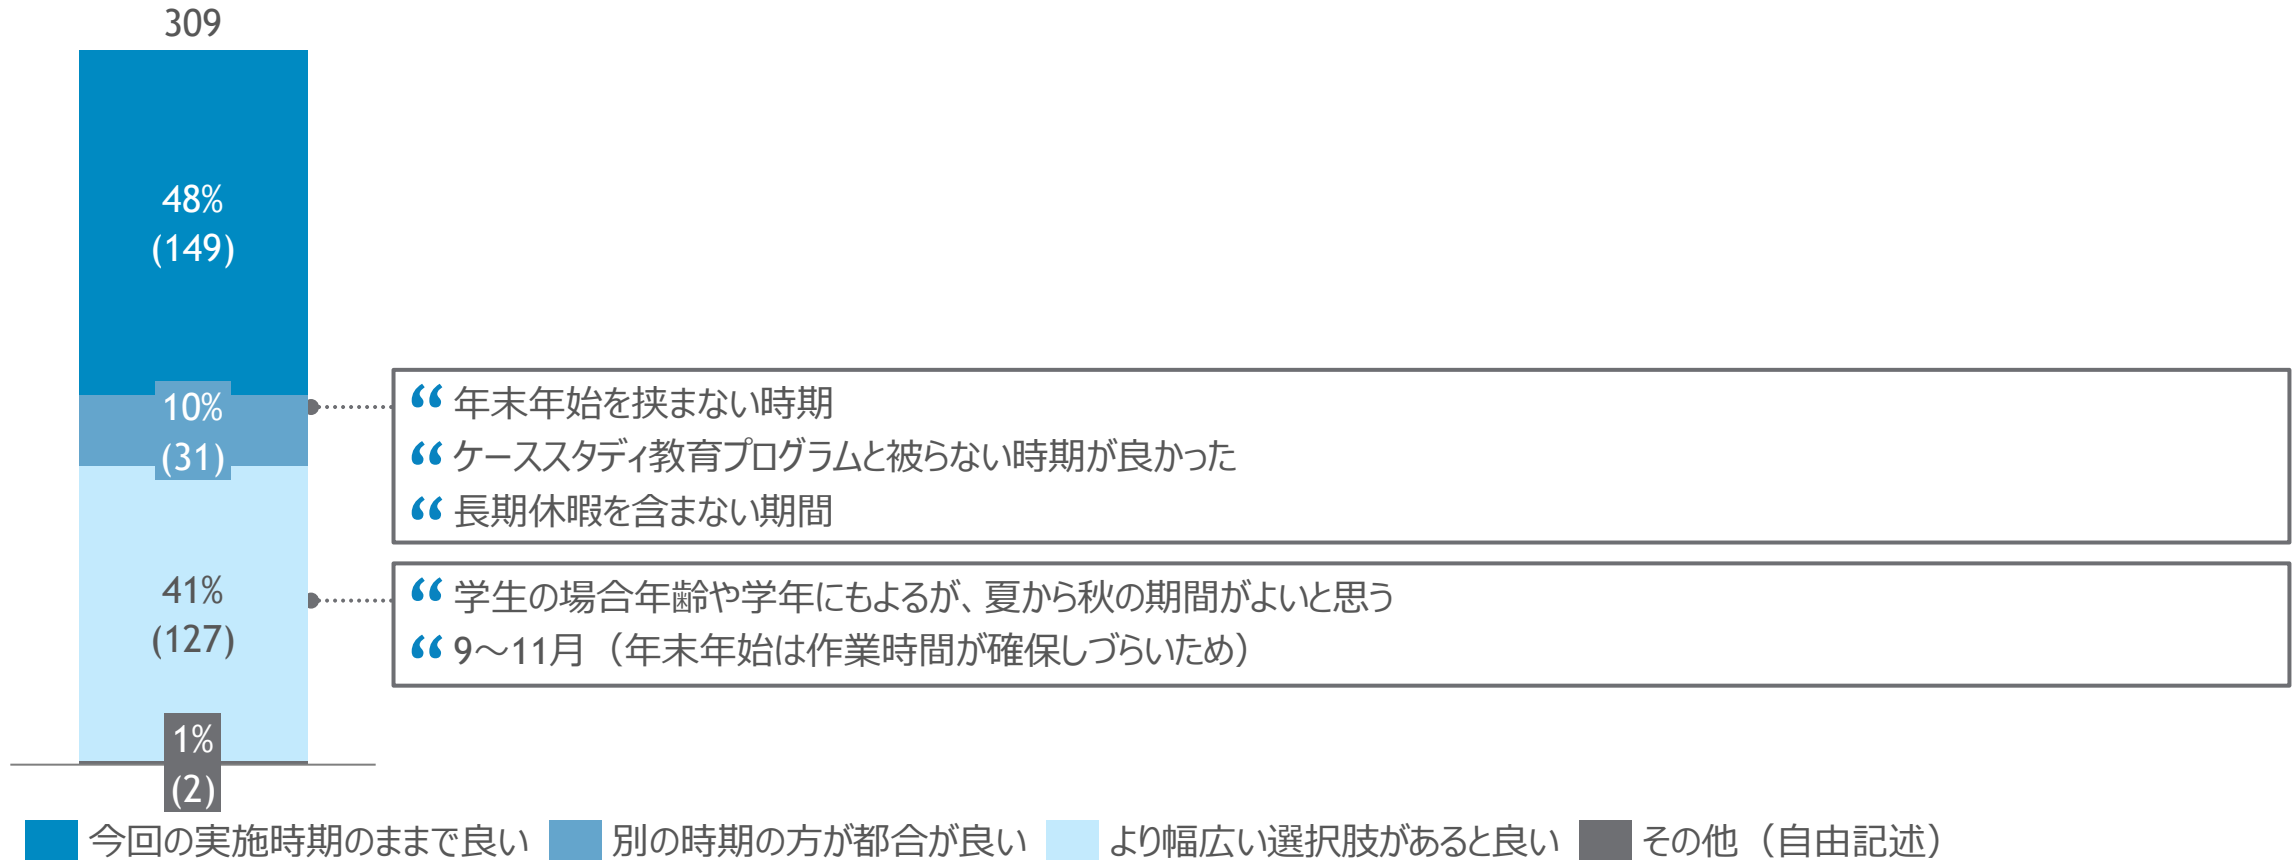 309
48%
(149)
10%
(31)
“ 年末年始を挟まない時期
“ ケーススタディ教育プログラムと被らない時期が良かった
“ 長期休暇を含まない期間
41%
(127)
“ 学生の場合年齢や学年にもよるが、夏から秋の期間がよいと思う
“ 9～11月（年末年始は作業時間が確保しづらいため）
1%
(2)
今回の実施時期のままで良い 別の時期の方が都合が良い より幅広い選択肢があると良い その他（自由記述）